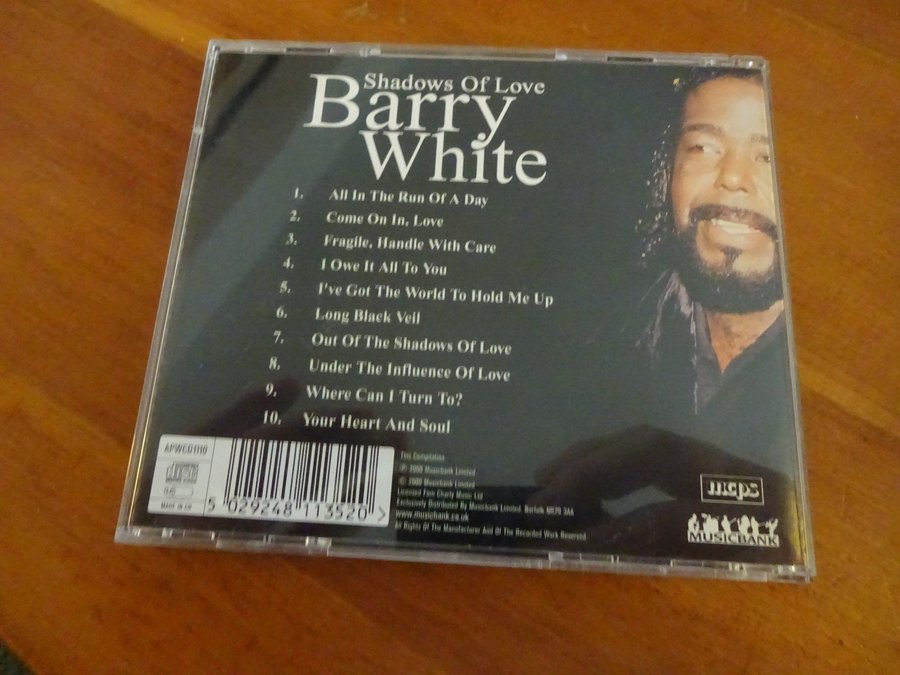 Shadows Of Love
Barry
White
1. All In The Run Of A Day
2. Come On In, Love
3. Fragile, Handle With Care
4. I Owe It All To You
5. I've Got The World To Hold Me Up
6. Long Black Veil
7. Out Of The Shadows Of Love
8. Under The Influence Of Love
9. Where Can I Turn To?
10. Your Heart And Soul
APWCD1110
MADE IN UK
5 029248 113520 >
This Compilation
℗ 2000 Musicbank Limited
© 2000 Musicbank Limited
Licensed From Charly Music Ltd
Exclusively Distributed By Musicbank Limited, Norfolk NR70 3AA
www.musicbank.co.uk
All Rights Of The Manufacturer And Of The Recorded Work Reserved
mcps
MUSICBANK